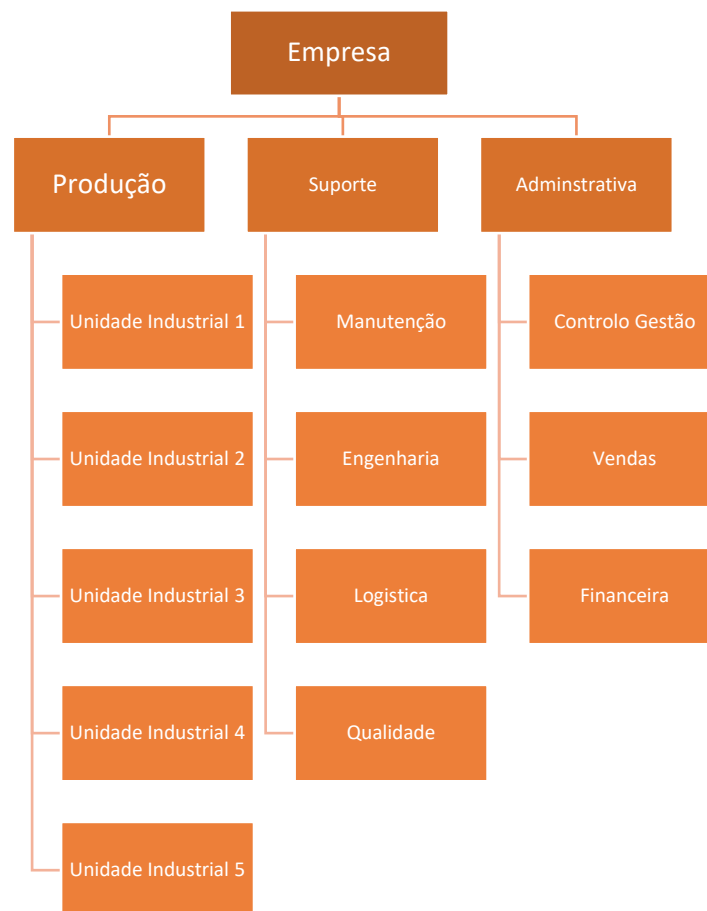 Empresa
Produção
Suporte
Adminstrativa
Unidade Industrial 1
Manutenção
Controlo Gestão
Unidade Industrial 2
Engenharia
Vendas
Unidade Industrial 3
Logistica
Financeira
Unidade Industrial 4
Qualidade
Unidade Industrial 5